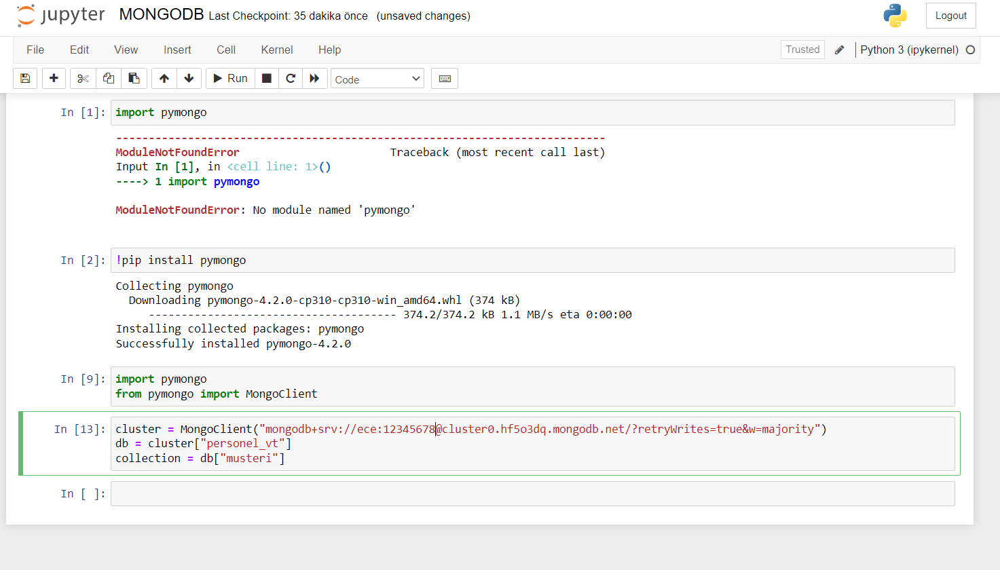 jupyter MONGODB Last Checkpoint: 35 dakika önce (unsaved changes) Logout
File Edit View Insert Cell Kernel Help Trusted Python 3 (ipykernel)
Run Code
In [1]: import pymongo
---------------------------------------------------------------------------
ModuleNotFoundError Traceback (most recent call last)
Input In [1], in <cell line: 1>()
----> 1 import pymongo
ModuleNotFoundError: No module named 'pymongo'
In [2]: !pip install pymongo
Collecting pymongo
Downloading pymongo-4.2.0-cp310-cp310-win_amd64.whl (374 kB)
-------------------------------------- 374.2/374.2 kB 1.1 MB/s eta 0:00:00
Installing collected packages: pymongo
Successfully installed pymongo-4.2.0
In [9]: import pymongo
from pymongo import MongoClient
In [13]: cluster = MongoClient("mongodb+srv://ece:12345678@cluster0.hf5o3dq.mongodb.net/?retryWrites=true&w=majority")
db = cluster["personel_vt"]
collection = db["musteri"]
In [ ]: